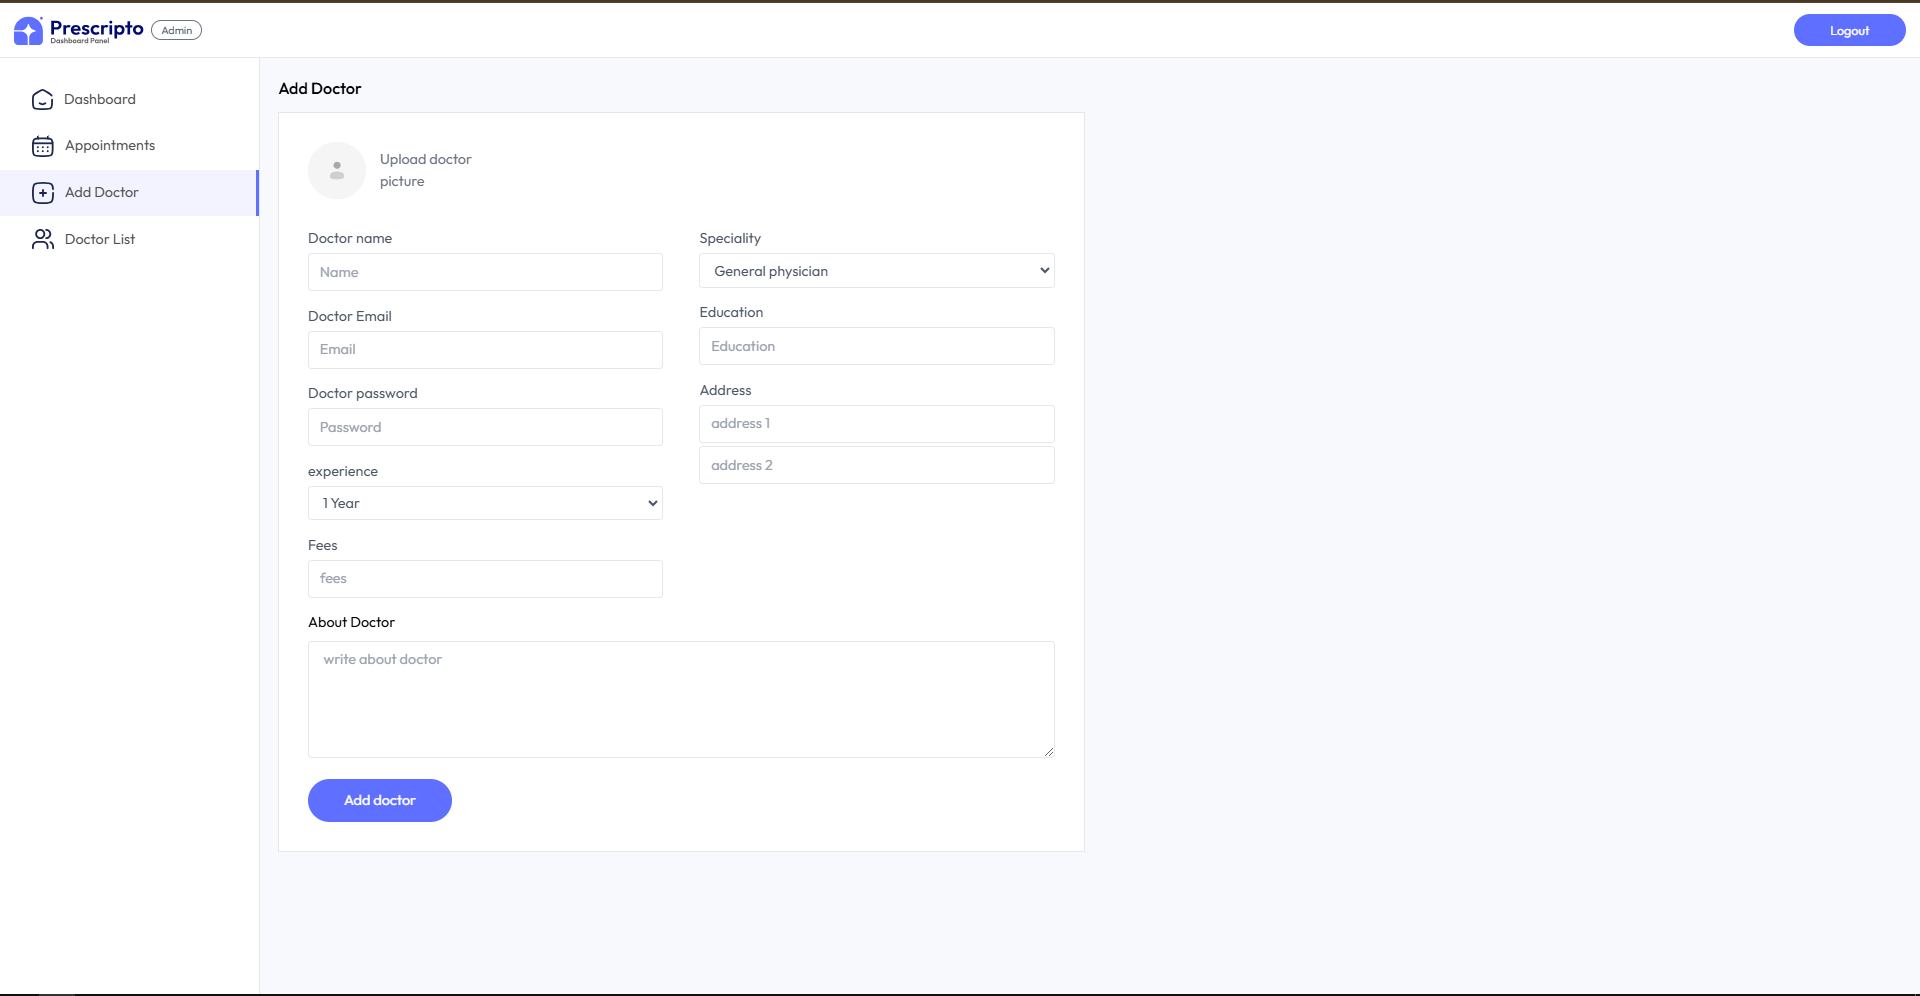 Prescripto
Dashboard Panel
Admin
Logout
Dashboard
Appointments
Add Doctor
Doctor List
Add Doctor
Upload doctor
picture
Doctor name
Name
Doctor Email
Email
Doctor password
Password
experience
1 Year
Fees
fees
Speciality
General physician
Education
Education
Address
address 1
address 2
About Doctor
write about doctor
Add doctor